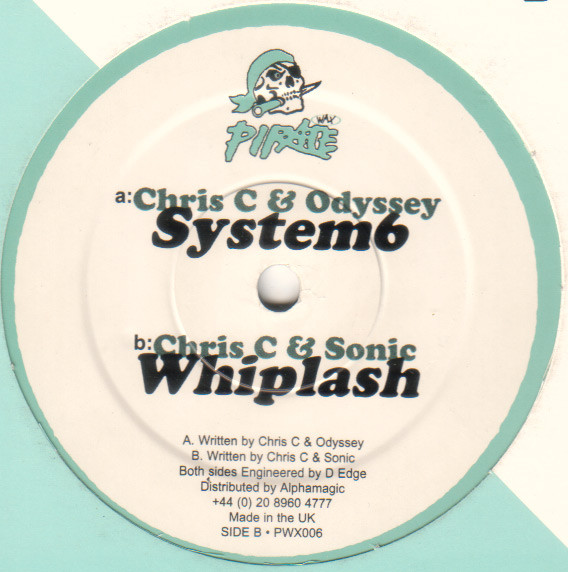 (WAX)
PIRATE
a:Chris C & Odyssey
System6
b:Chris C & Sonic
Whiplash
A. Written by Chris C & Odyssey
B. Written by Chris C & Sonic
Both sides Engineered by D Edge
Distributed by Alphamagic
+44 (0) 20 8960 4777
Made in the UK
SIDE B • PWX006